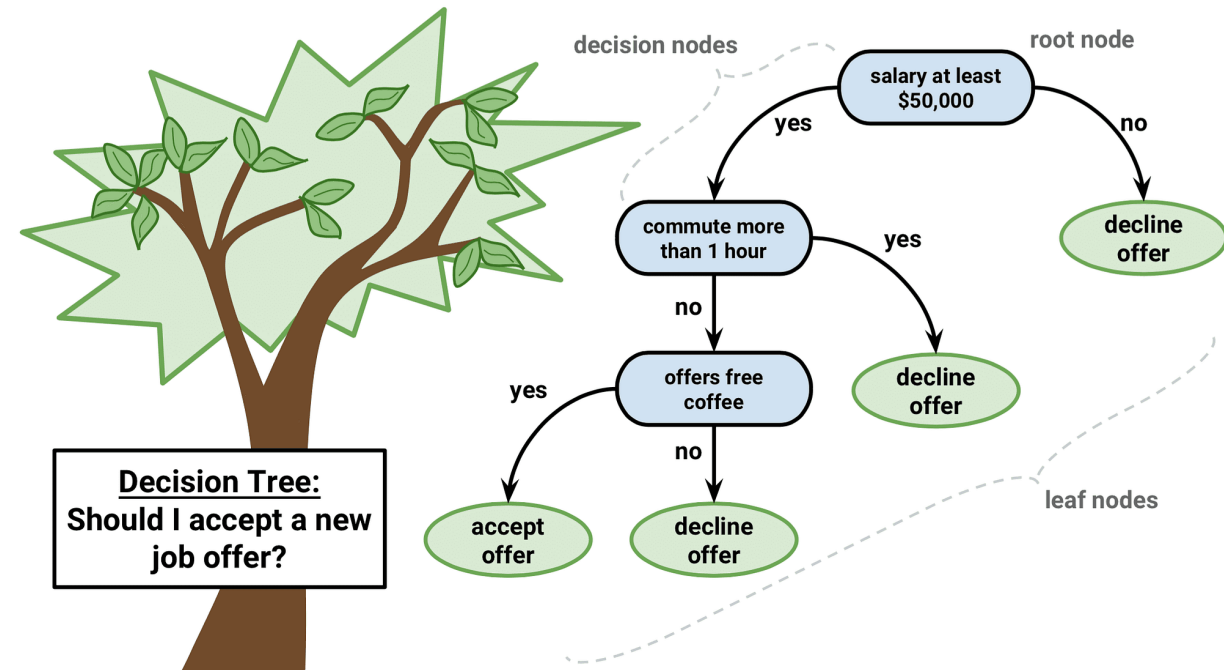 decision nodes
root node
salary at least
$50,000
yes
no
commute more
than 1 hour
yes
decline
offer
no
offers free
coffee
decline
offer
yes
no
Decision Tree:
Should I accept a new
job offer?
accept
offer
decline
offer
leaf nodes